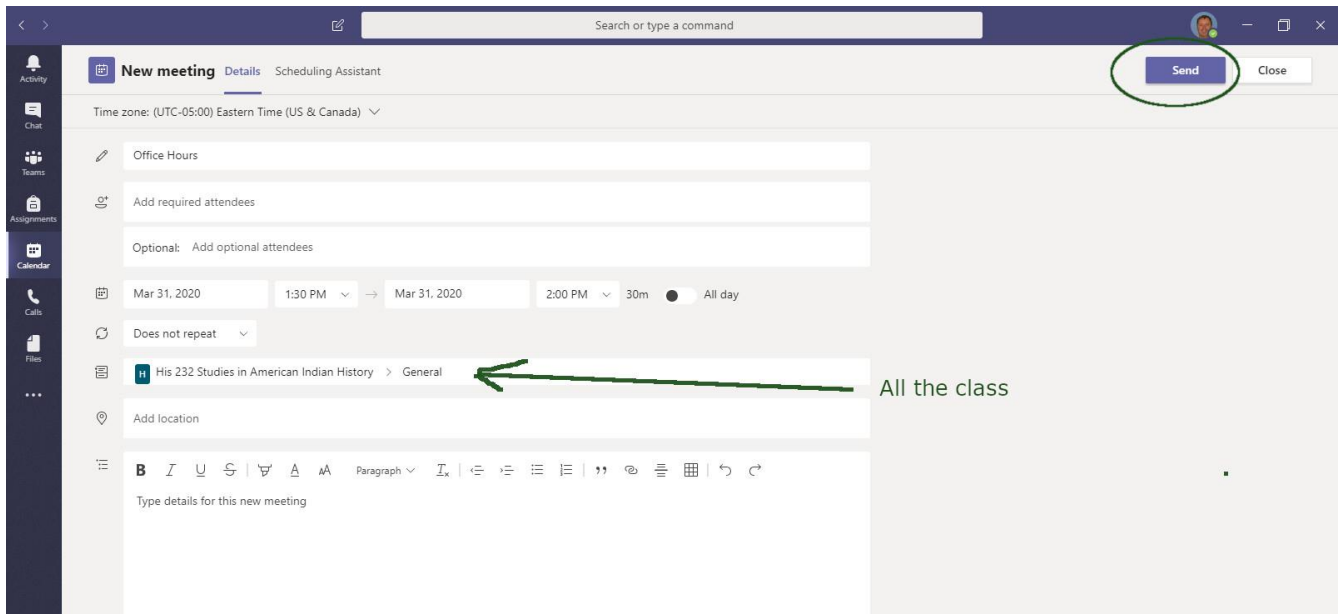 Search or type a command
Activity
Chat
Teams
Assignments
Calendar
Calls
Files
New meeting Details Scheduling Assistant Send Close
Time zone: (UTC-05:00) Eastern Time (US & Canada)
Office Hours
Add required attendees
Optional: Add optional attendees
Mar 31, 2020 1:30 PM → Mar 31, 2020 2:00 PM 30m All day
Does not repeat
H His 232 Studies in American Indian History > General
All the class
Add location
B I U S A AA Paragraph Tx
Type details for this new meeting